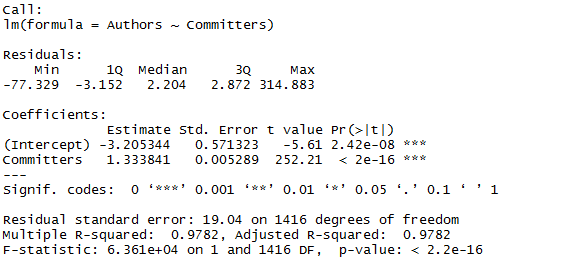 Call:
lm(formula = Authors ~ Committers)
Residuals:
Min 1Q Median 3Q Max
-77.329 -3.152 2.204 2.872 314.883
Coefficients:
Estimate Std. Error t value Pr(>|t|)
(Intercept) -3.205344 0.571323 -5.61 2.42e-08 ***
Committers 1.333841 0.005289 252.21 < 2e-16 ***
---
Signif. codes: 0 ‘***’ 0.001 ‘**’ 0.01 ‘*’ 0.05 ‘.’ 0.1 ‘ ’ 1
Residual standard error: 19.04 on 1416 degrees of freedom
Multiple R-squared: 0.9782, Adjusted R-squared: 0.9782
F-statistic: 6.361e+04 on 1 and 1416 DF, p-value: < 2.2e-16